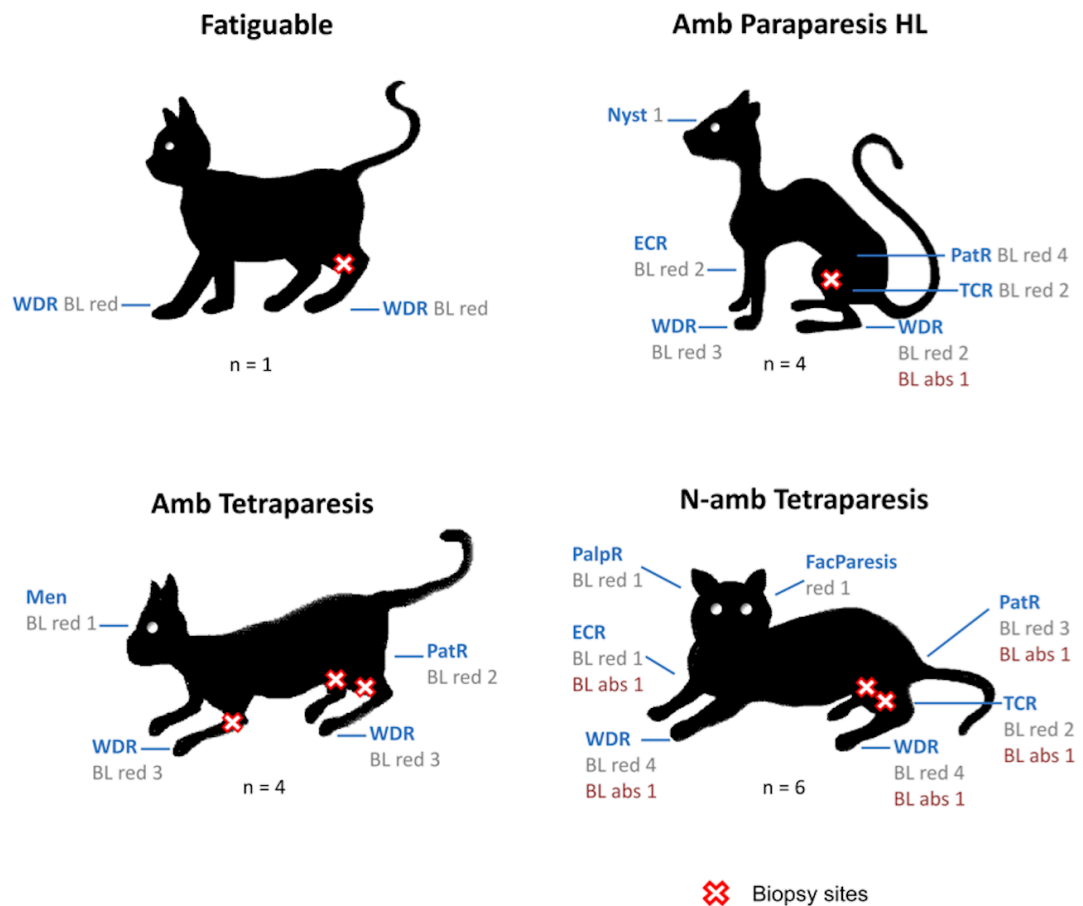 Fatiguable
WDR BL red
WDR BL red
n = 1
Amb Paraparesis HL
Nyst 1
ECR
BL red 2
PatR BL red 4
TCR BL red 2
WDR
BL red 3
WDR
BL red 2
BL abs 1
n = 4
Amb Tetraparesis
Men
BL red 1
PatR
BL red 2
WDR
BL red 3
WDR
BL red 3
n = 4
N-amb Tetraparesis
PalpR
BL red 1
FacParesis
red 1
ECR
BL red 1
BL abs 1
PatR
BL red 3
BL abs 1
TCR
BL red 2
BL abs 1
WDR
BL red 4
BL abs 1
WDR
BL red 4
BL abs 1
n = 6
Biopsy sites